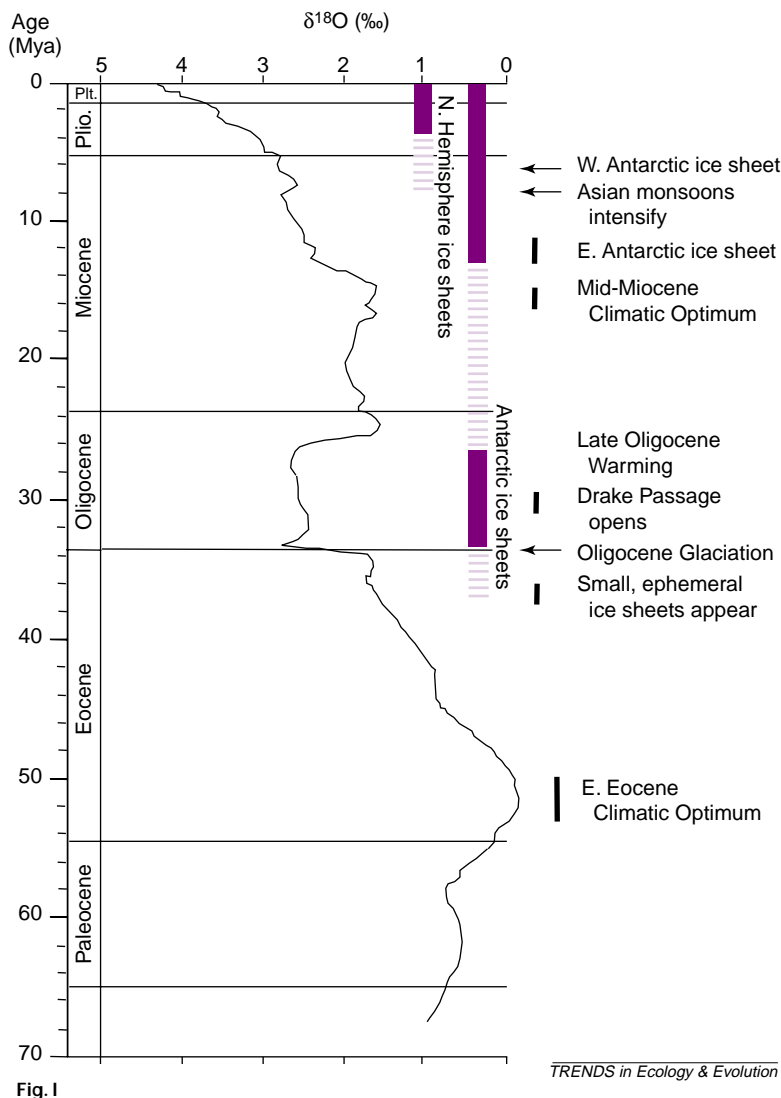 Age
(Mya)
δ18O (‰)
5 4 3 2 1 0
0
10
20
30
40
50
60
70
Plt.
Plio.
Miocene
Oligocene
Eocene
Paleocene
N. Hemisphere ice sheets
Antarctic ice sheets
W. Antarctic ice sheet
Asian monsoons
intensify
E. Antarctic ice sheet
Mid-Miocene
Climatic Optimum
Late Oligocene
Warming
Drake Passage
opens
Oligocene Glaciation
Small, ephemeral
ice sheets appear
E. Eocene
Climatic Optimum
TRENDS in Ecology & Evolution
Fig. I